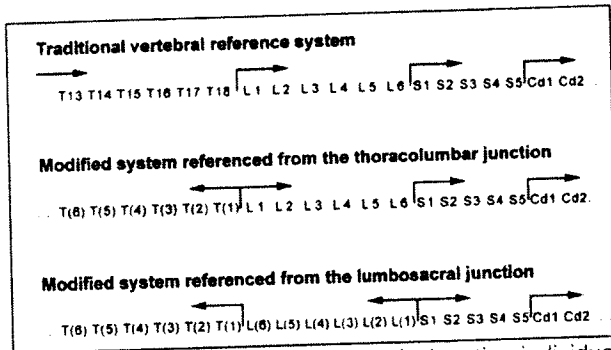 Traditional vertebral reference system
T13 T14 T15 T16 T17 T18 L1 L2 L3 L4 L5 L6 S1 S2 S3 S4 S5 Cd1 Cd2
Modified system referenced from the thoracolumbar junction
. T(6) T(5) T(4) T(3) T(2) T(1) L1 L2 L3 L4 L5 L6 S1 S2 S3 S4 S5 Cd1 Cd2.
Modified system referenced from the lumbosacral junction
T(6) T(5) T(4) T(3) T(2) T(1) L(6) L(5) L(4) L(3) L(2) L(1) S1 S2 S3 S4 S5 Cd1 Cd2 . .